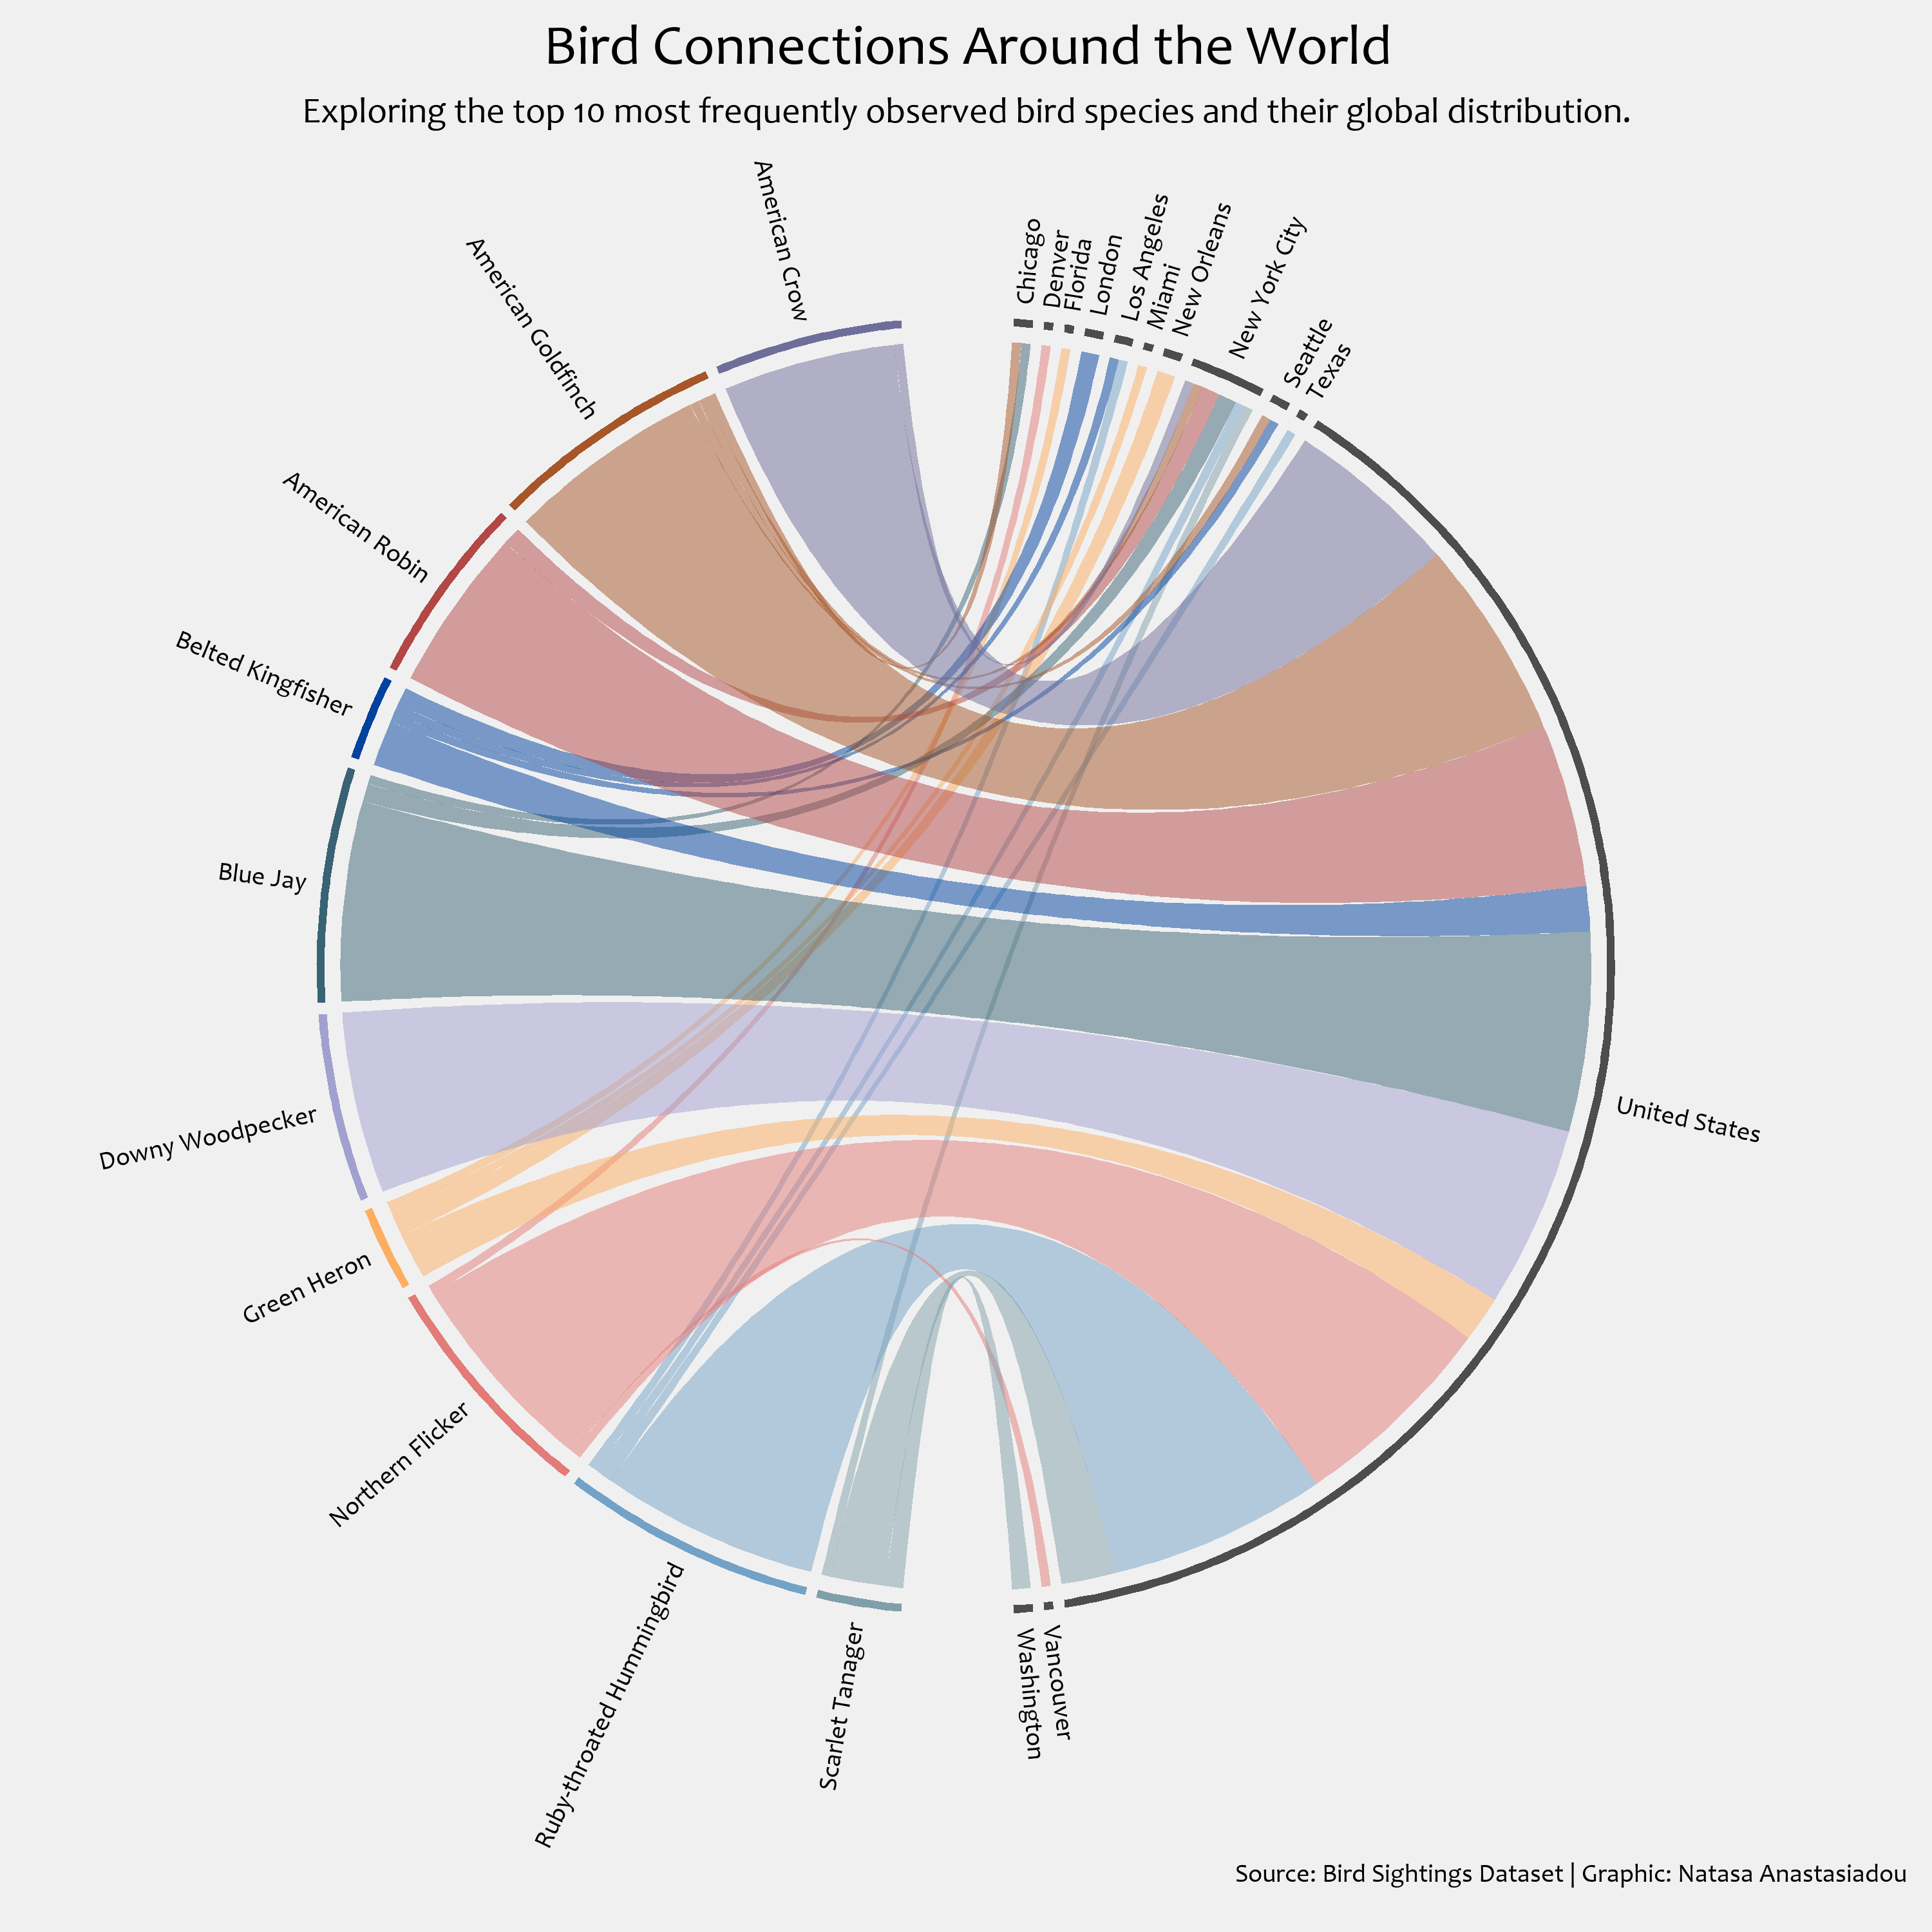 Bird Connections Around the World
Exploring the top 10 most frequently observed bird species and their global distribution.
American Crow
American Goldfinch
American Robin
Belted Kingfisher
Blue Jay
Downy Woodpecker
Green Heron
Northern Flicker
Ruby-throated Hummingbird
Scarlet Tanager
Chicago
Denver
Florida
London
Los Angeles
Miami
New Orleans
New York City
Seattle
Texas
United States
Vancouver
Washington
Source: Bird Sightings Dataset | Graphic: Natasa Anastasiadou